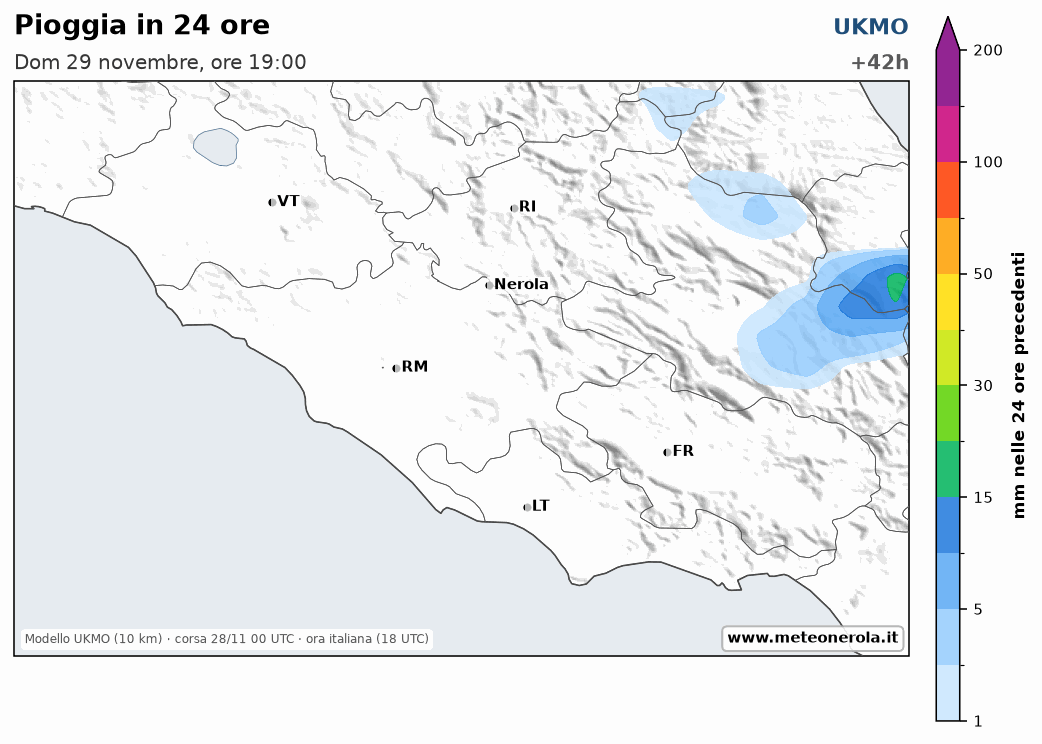 Pioggia in 24 ore
UKMO
Dom 29 novembre, ore 19:00
+42h
VT
RI
Nerola
RM
FR
LT
Modello UKMO (10 km) · corsa 28/11 00 UTC · ora italiana (18 UTC)
www.meteonerola.it
200
100
50
30
15
5
1
mm nelle 24 ore precedenti